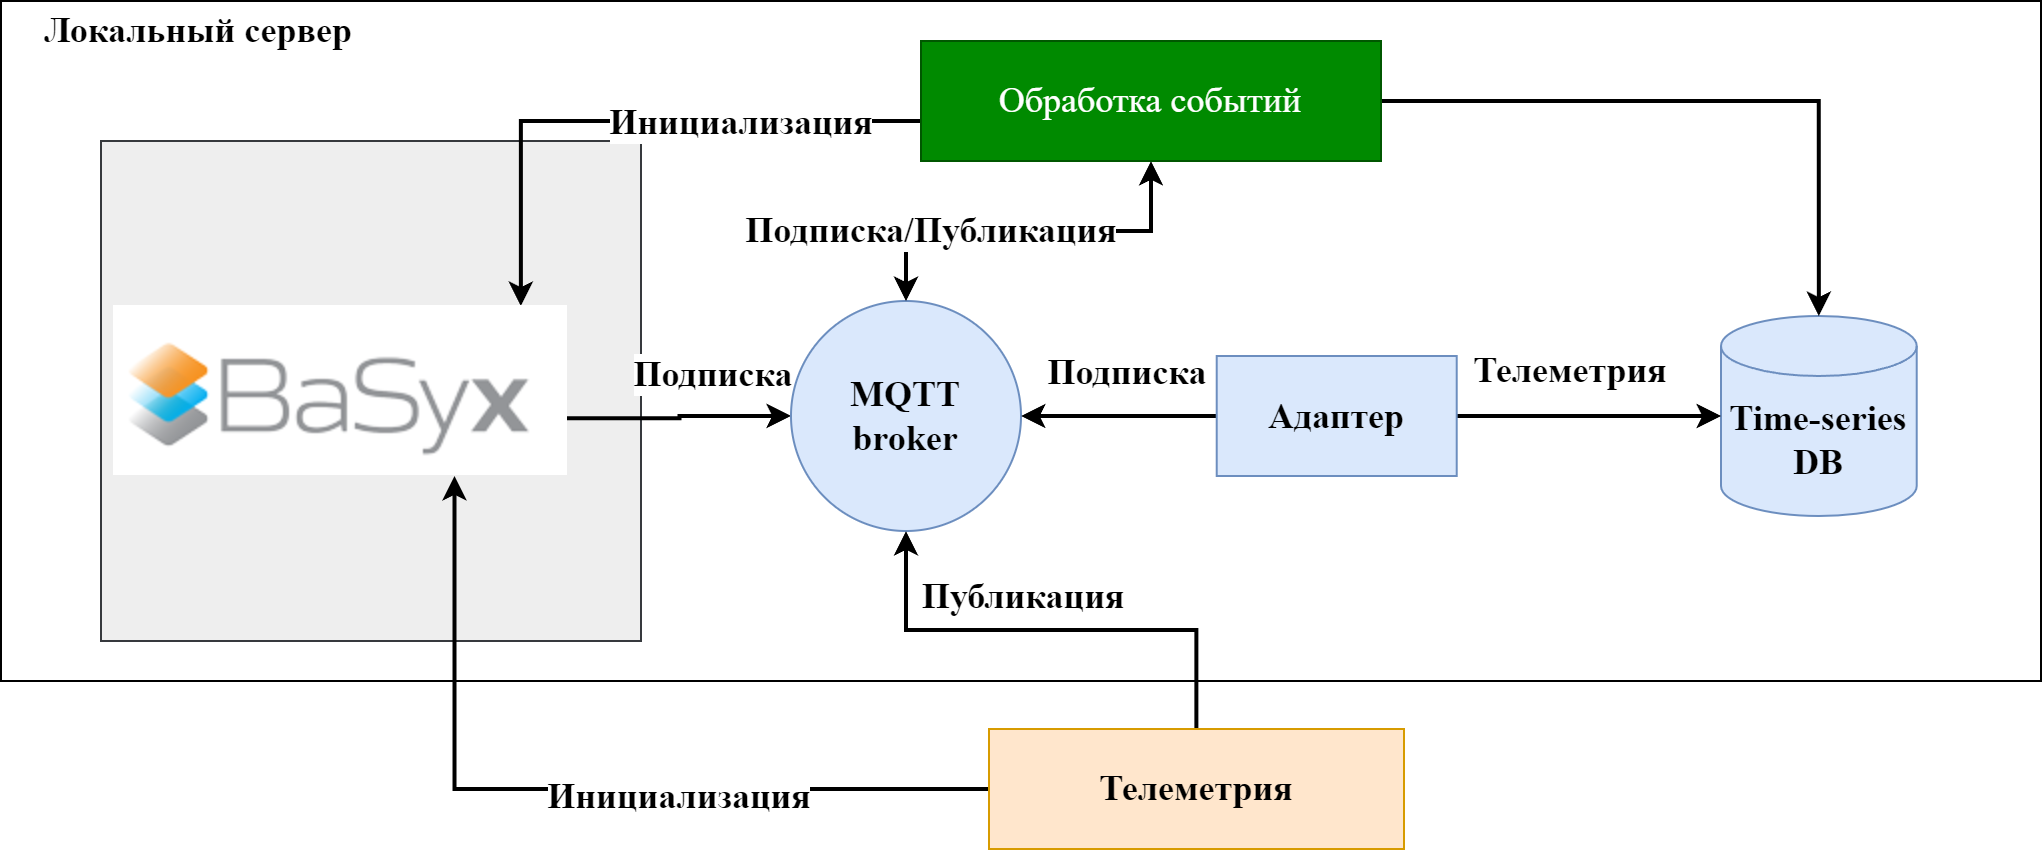 Локальный сервер
Обработка событий
Инициализация
Подписка/Публикация
BaSyx
Подписка
MQTT
broker
Подписка
Адаптер
Телеметрия
Time-series
DB
Публикация
Телеметрия
Инициализация